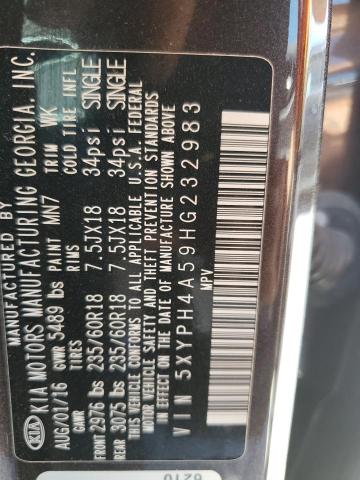 KIA KIA MOTORS MANUFACTURING GEORGIA, INC.
AUG/01/16 GVWR 5489 lbs PAINT MN7 TRIM WK
GAWR RIMS COLD TIRE INFL
FRONT 2976 lbs 235/60R18 7.5JX18 34psi SINGLE
REAR 3075 lbs 235/60R18 7.5JX18 34psi SINGLE
THIS VEHICLE CONFORMS TO ALL APPLICABLE U.S.A. FEDERAL
MOTOR VEHICLE SAFETY, BUMPER, AND THEFT PREVENTION STANDARDS
IN EFFECT ON THE DATE OF MANUFACTURE SHOWN ABOVE.
VIN 5XYPH4A59HG232983
MPV
6210